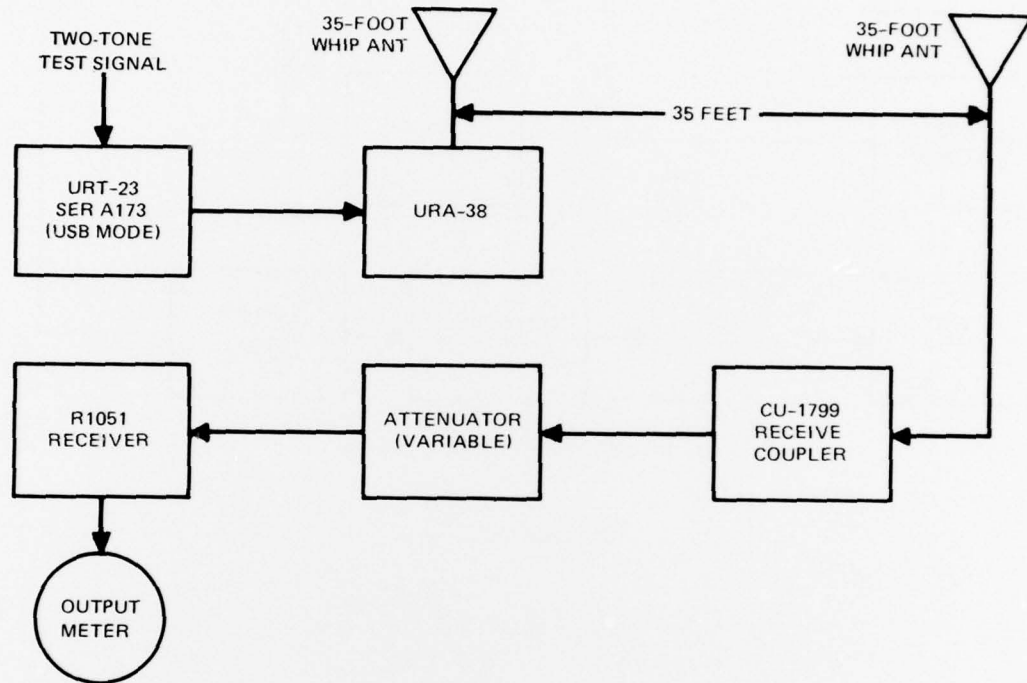 TWO-TONE
TEST SIGNAL
35-FOOT
WHIP ANT
35-FOOT
WHIP ANT
35 FEET
URT-23
SER A173
(USB MODE)
URA-38
R1051
RECEIVER
ATTENUATOR
(VARIABLE)
CU-1799
RECEIVE
COUPLER
OUTPUT
METER